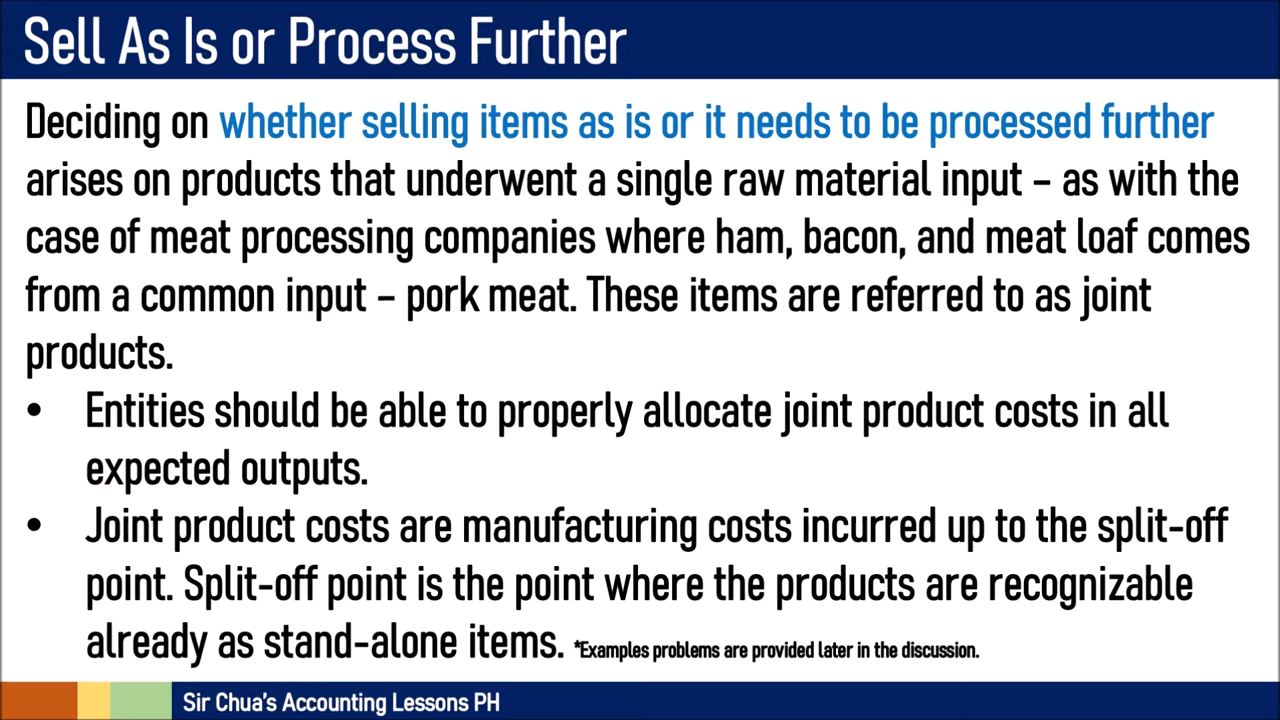 Sell As Is or Process Further
Deciding on whether selling items as is or it needs to be processed further
arises on products that underwent a single raw material input – as with the
case of meat processing companies where ham, bacon, and meat loaf comes
from a common input – pork meat. These items are referred to as joint
products.
• Entities should be able to properly allocate joint product costs in all
expected outputs.
• Joint product costs are manufacturing costs incurred up to the split-off
point. Split-off point is the point where the products are recognizable
already as stand-alone items. *Examples problems are provided later in the discussion.
Sir Chua's Accounting Lessons PH